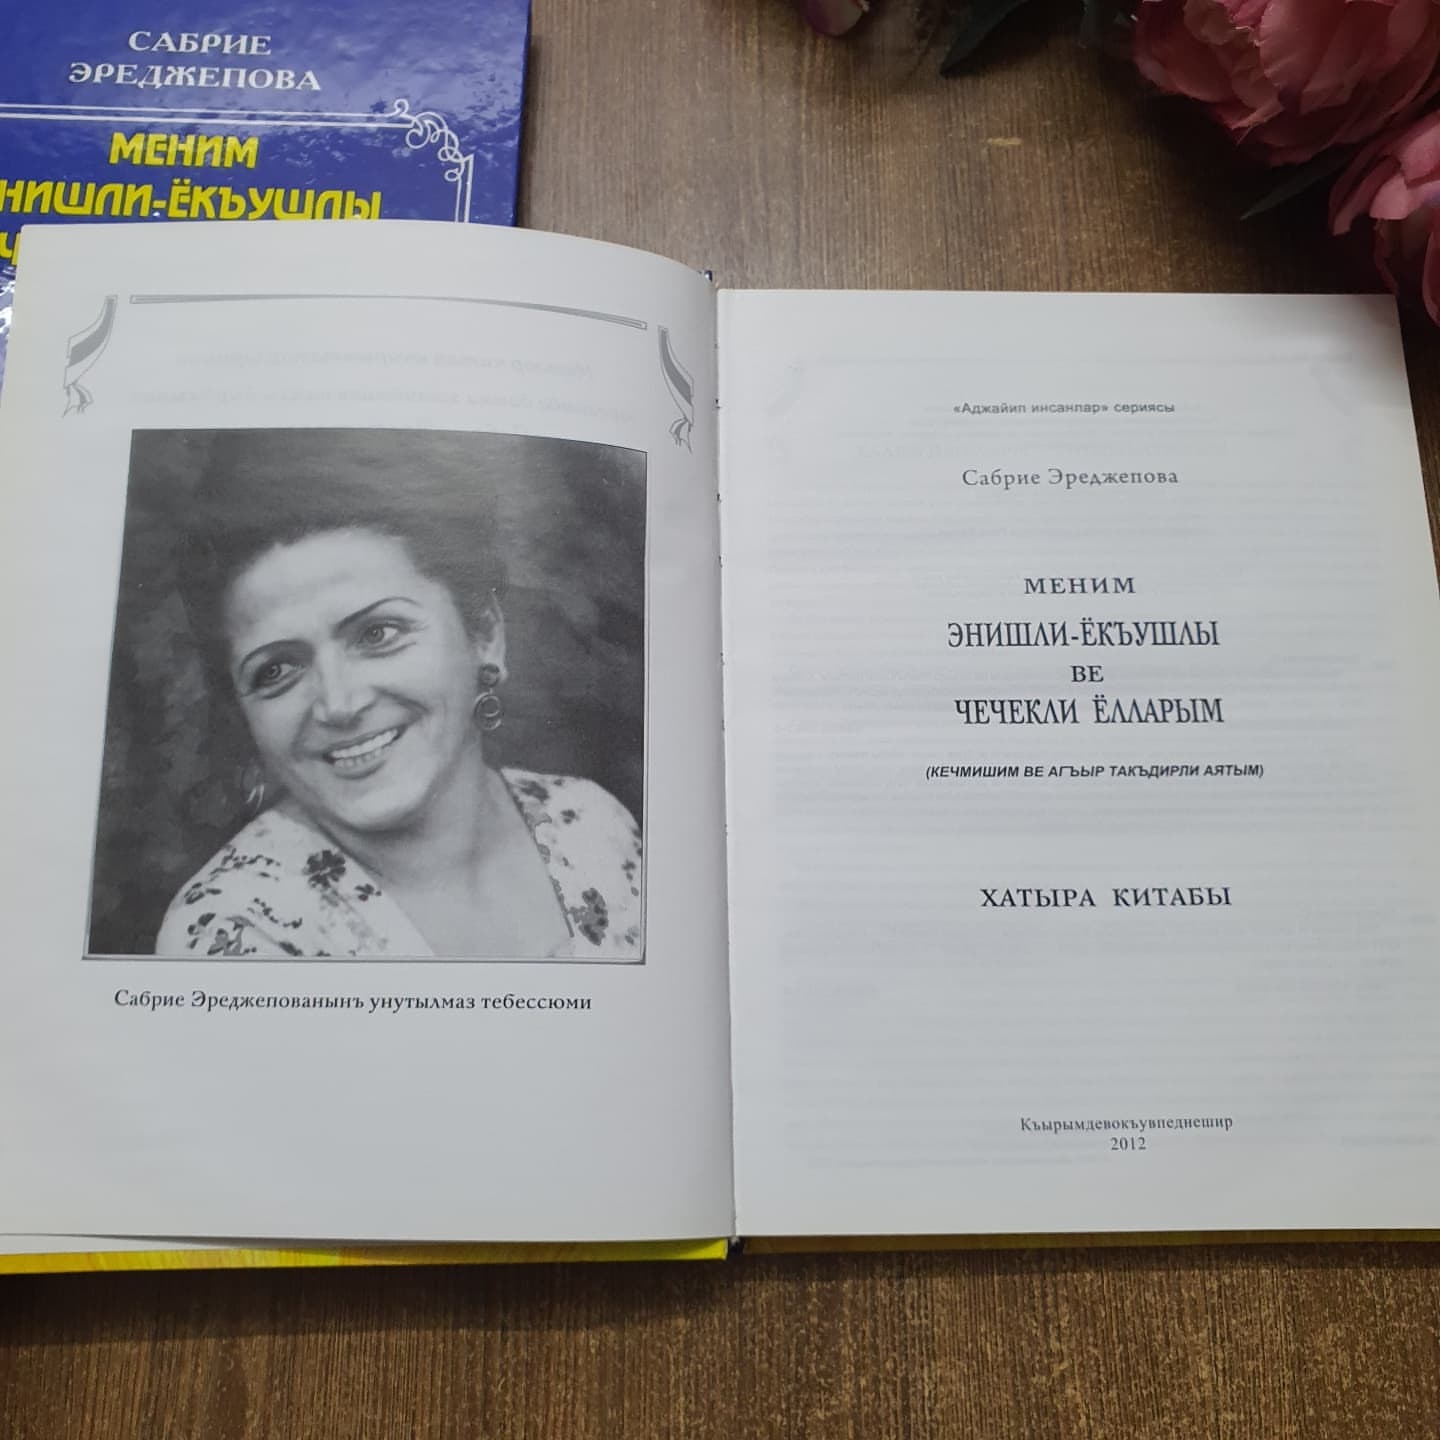 САБРИЕ
ЭРЕДЖЕПОВА
МЕНИМ
НИШЛИ-ЁКЪУШЛЫ
Сабрие Эреджепованынъ унутылмаз тебессюми
«Аджайип инсанлар» сериясы
Сабрие Эреджепова
МЕНИМ
ЭНИШЛИ-ЁКЪУШЛЫ
ВЕ
ЧЕЧЕКЛИ ЁЛЛАРЫМ
(КЕЧМИШИМ ВЕ АГЪЫР ТАКЪДИРЛИ АЯТЫМ)
ХАТЫРА КИТАБЫ
Къырымдевокъувпеднешир
2012